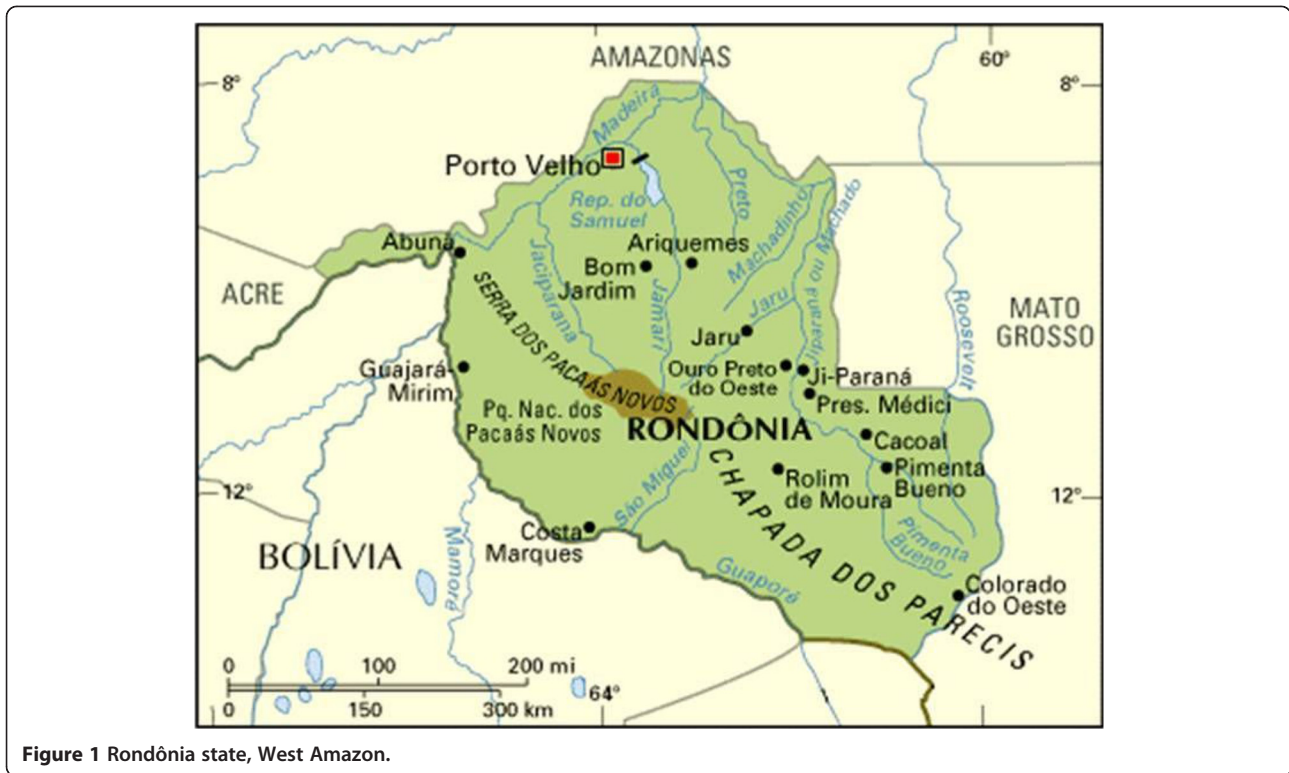 AMAZONAS
60°
8°
8°
Madeira
Porto Velho
Rep. do
Samuel
Preto
Machadinho
Jiparaná ou Machado
Abunã
Ariquemes
Bom
Jardim
Jaciparana
Jamari
ACRE
SERRA DOS PACAÁS NOVOS
Jaru
Jaru
Roosevelt
MATO
GROSSO
Guajará-
Mirim
Ouro Preto
do Oeste
Ji-Paraná
Pres. Médici
Pq. Nac. dos
Pacaás Novos
RONDÔNIA
Cacoal
Pimenta
Bueno
Rolim
de Moura
12°
12°
São Miguel
CHAPADA DOS PARECIS
Costa
Marques
BOLÍVIA
Mamoré
Guaporé
Pimenta
Bueno
Colorado
do Oeste
0 100 200 mi
0 150 300 km
64°
Figure 1 Rondônia state, West Amazon.